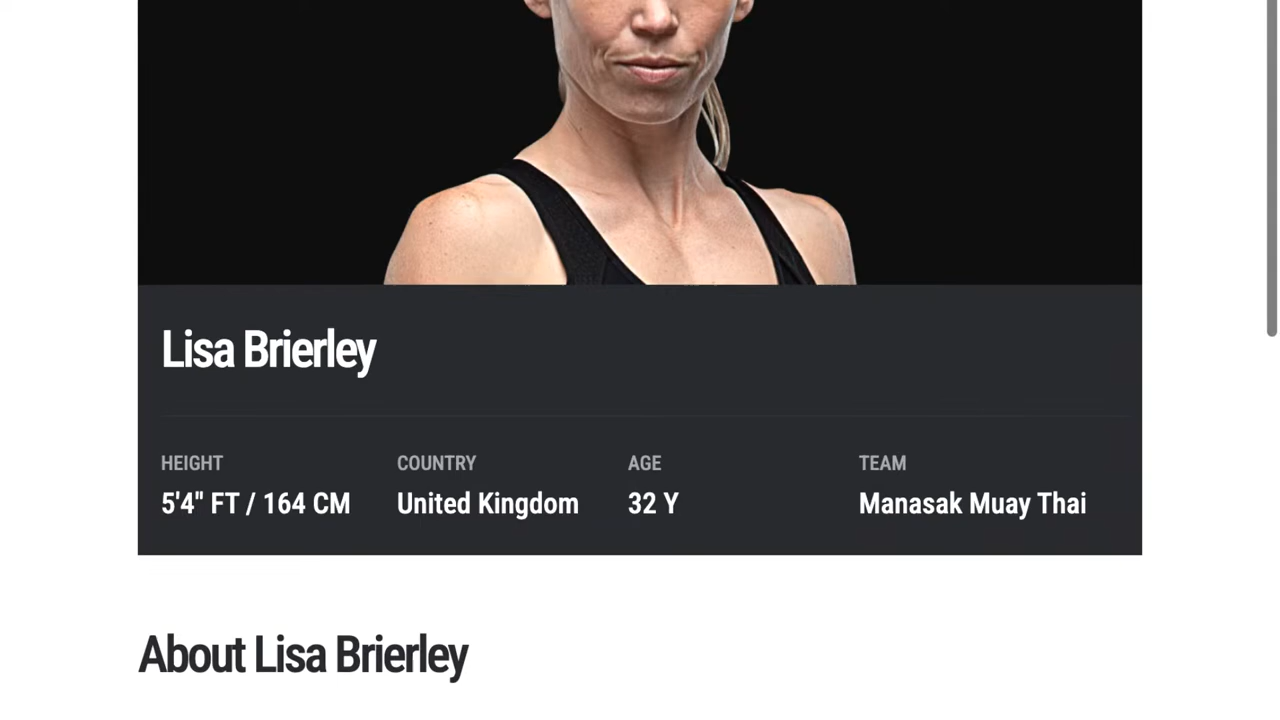 Lisa Brierley
HEIGHT COUNTRY AGE TEAM
5'4" FT / 164 CM United Kingdom 32 Y Manasak Muay Thai
About Lisa Brierley